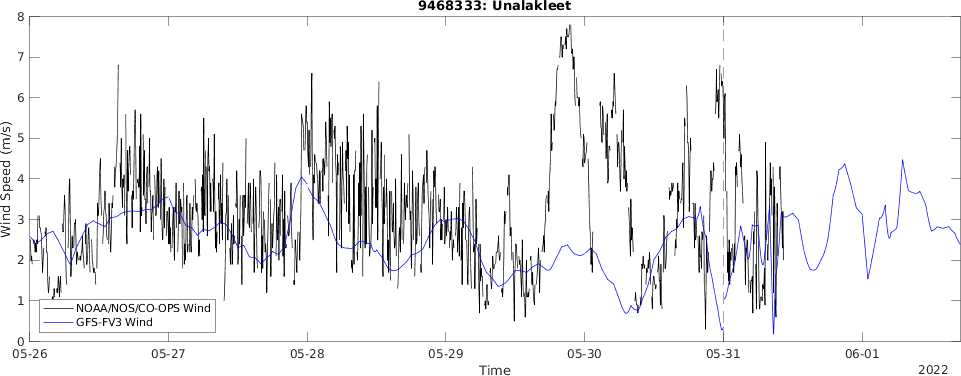 9468333: Unalakleet
8
7
6
5
4
3
2
1
0
Wind Speed (m/s)
NOAA/NOS/CO-OPS Wind
GFS-FV3 Wind
05-26 05-27 05-28 05-29 05-30 05-31 06-01
Time
2022